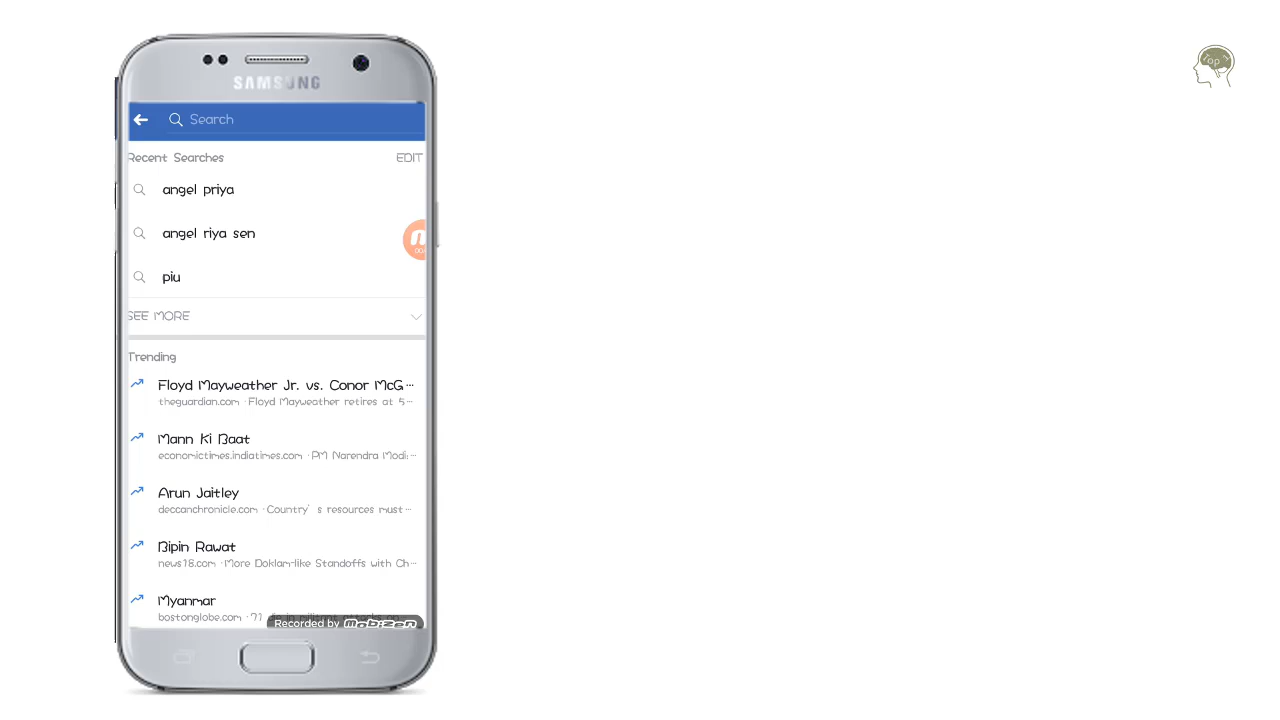 SAMSUNG
Search
Recent Searches
EDIT
angel priya
angel riya sen
piu
SEE MORE
Trending
Floyd Mayweather Jr. vs. Conor McG...
theguardian.com · Floyd Mayweather retires at 5...
Mann Ki Baat
economictimes.indiatimes.com · PM Narendra Modi: ...
Arun Jaitley
deccanchronicle.com · Country's resources must ...
Bipin Rawat
news18.com · More Doklam-like Standoffs with Ch...
Myanmar
bostonglobe.com · 71
Recorded by mobizen
Top